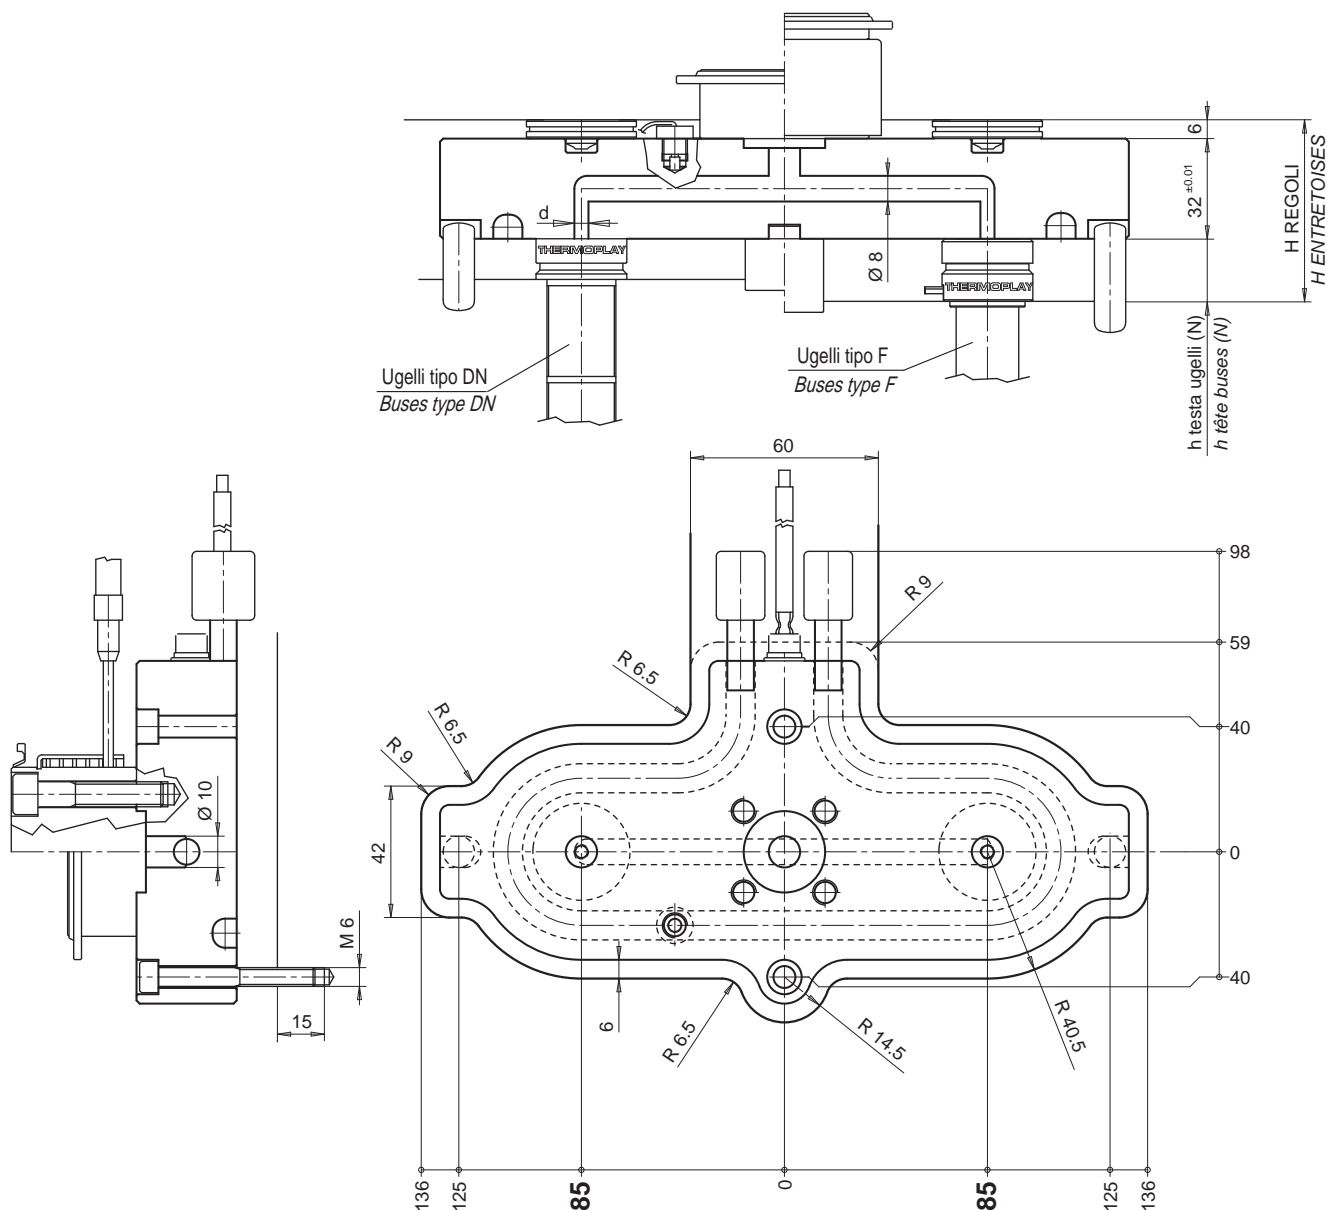 6
32 ±0.01
H REGOLI
H ENTRETOISES
d
THERMOPLAY
Ø 8
THERMOPLAY
Ugelli tipo DN
Buses type DN
Ugelli tipo F
Buses type F
h testa ugelli (N)
h tête buses (N)
60
98
R 9
59
R 6.5
R 6.5
40
R 9
Ø 10
42
0
M 6
40
15
6
R 6.5
R 14.5
R 40.5
136
125
85
0
85
125
136